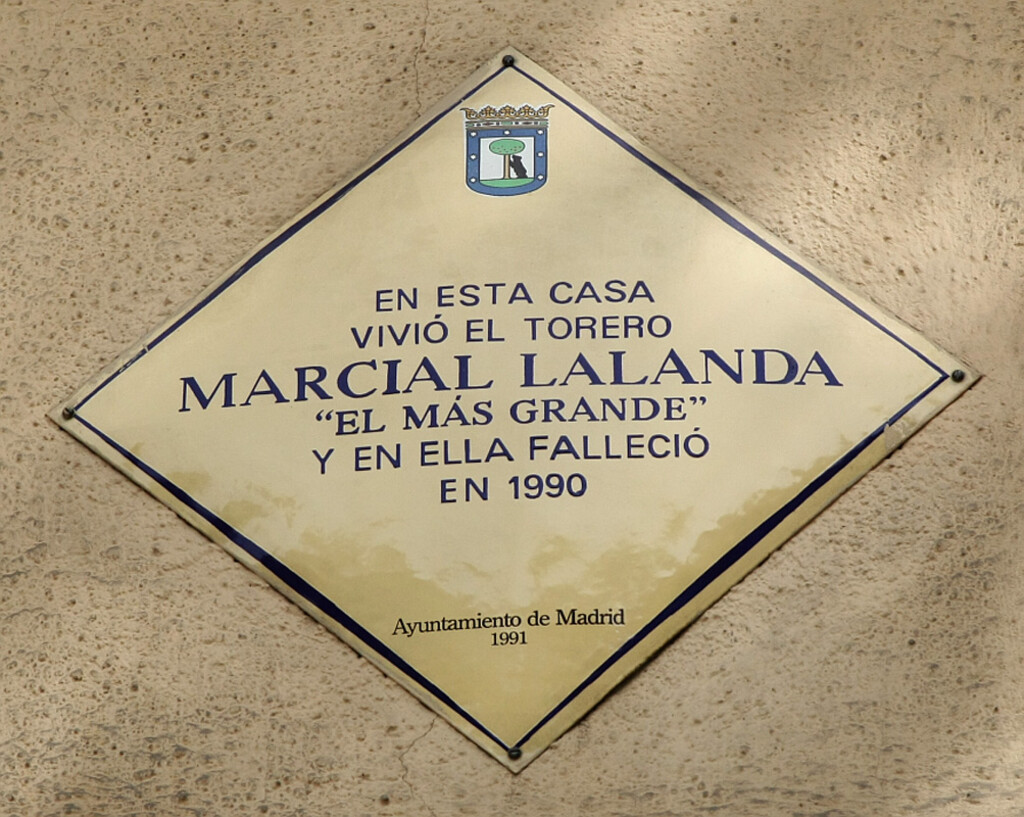 EN ESTA CASA
VIVIÓ EL TORERO
MARCIAL LALANDA
“EL MÁS GRANDE”
Y EN ELLA FALLECIÓ
EN 1990
Ayuntamiento de Madrid
1991